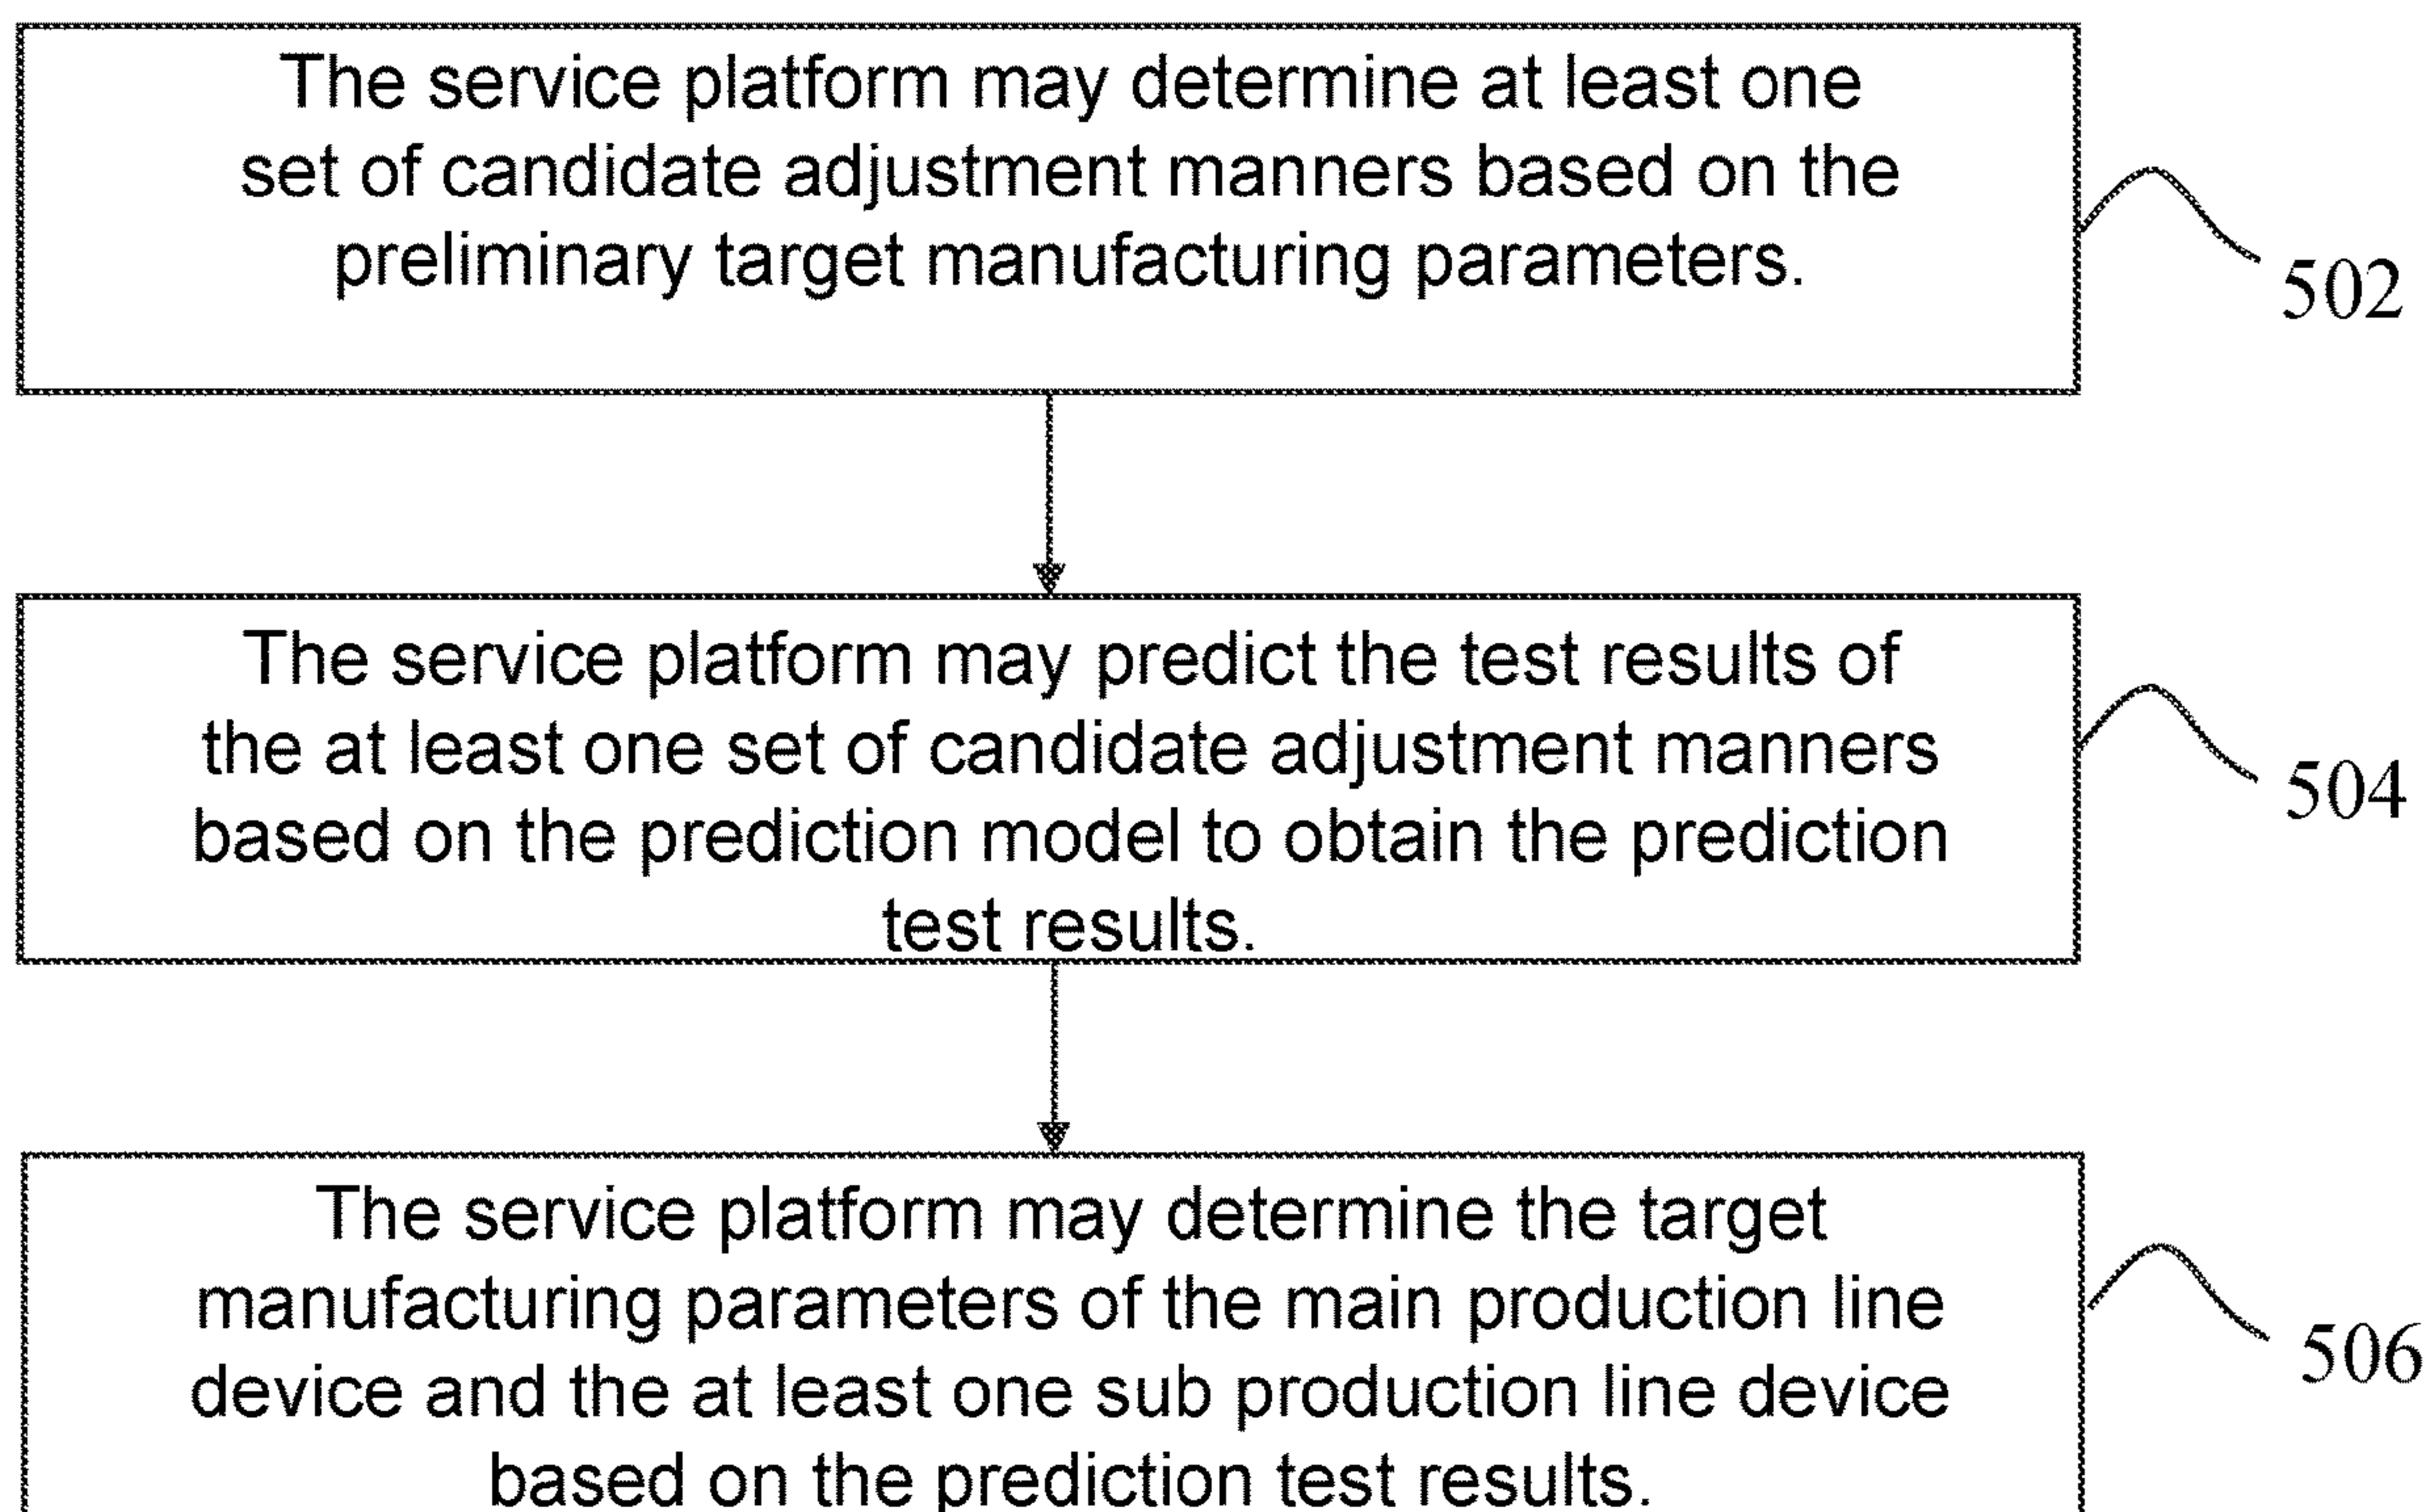 The service platform may determine at least one
set of candidate adjustment manners based on the
preliminary target manufacturing parameters.
502
The service platform may predict the test results of
the at least one set of candidate adjustment manners
based on the prediction model to obtain the prediction
test results.
504
The service platform may determine the target
manufacturing parameters of the main production line
device and the at least one sub production line device
based on the prediction test results.
506